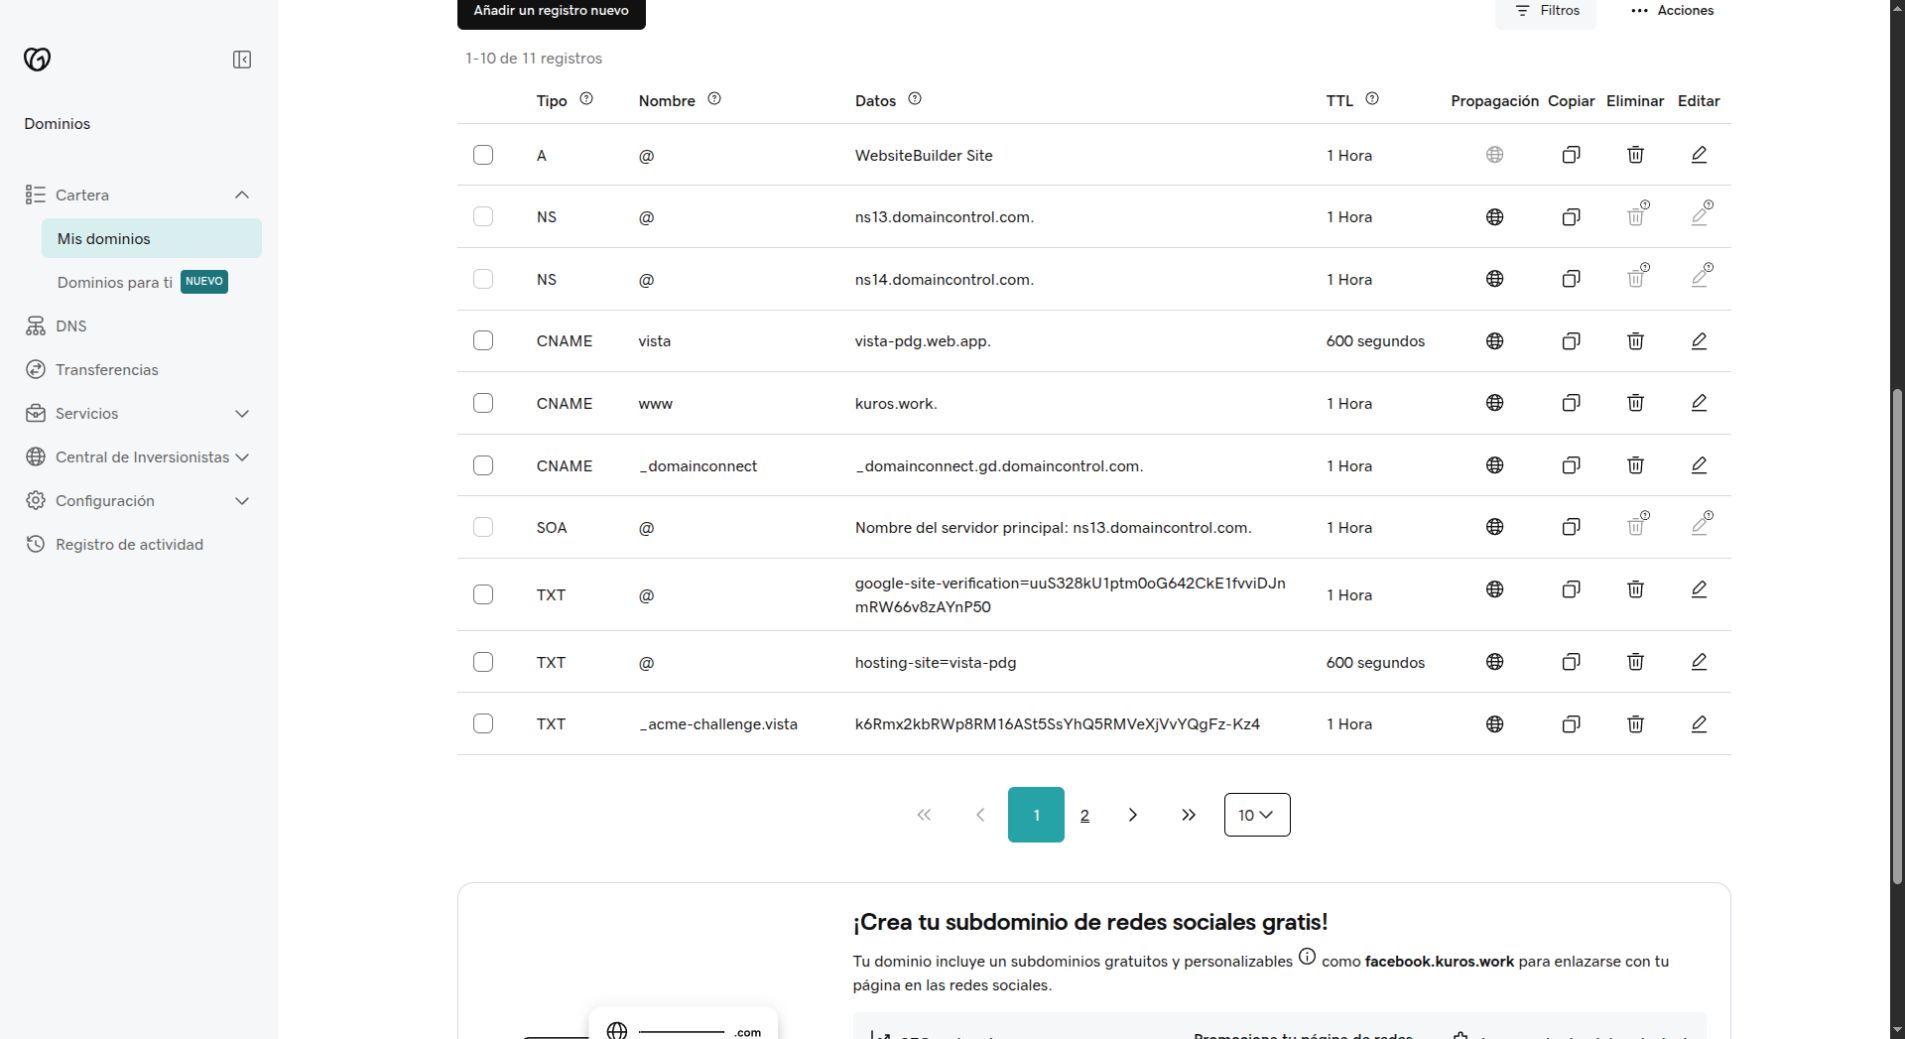 Añadir un registro nuevo
Filtros
Acciones
1-10 de 11 registros
Dominios
Cartera
Mis dominios
Dominios para ti NUEVO
DNS
Transferencias
Servicios
Central de Inversionistas
Configuración
Registro de actividad
Tipo Nombre Datos TTL Propagación Copiar Eliminar Editar
A @ WebsiteBuilder Site 1 Hora
NS @ ns13.domaincontrol.com. 1 Hora
NS @ ns14.domaincontrol.com. 1 Hora
CNAME vista vista-pdg.web.app. 600 segundos
CNAME www kuros.work. 1 Hora
CNAME _domainconnect _domainconnect.gd.domaincontrol.com. 1 Hora
SOA @ Nombre del servidor principal: ns13.domaincontrol.com. 1 Hora
TXT @ google-site-verification=uuS328kU1ptm0oG642CkE1fvviDJn 1 Hora
mRW66v8zAYnP50
TXT @ hosting-site=vista-pdg 600 segundos
TXT _acme-challenge.vista k6Rmx2kbRWp8RM16ASt5SsYhQ5RMVeXjVvYQgFz-Kz4 1 Hora
1 2 10
¡Crea tu subdominio de redes sociales gratis!
Tu dominio incluye un subdominios gratuitos y personalizables como facebook.kuros.work para enlazarse con tu
página en las redes sociales.
.com
Promocione tu página de redes